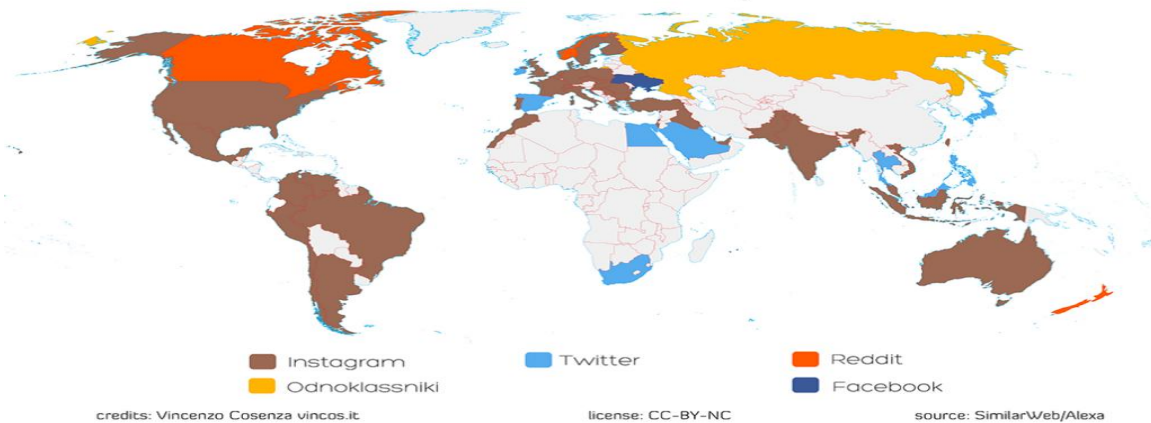 Instagram Twitter Reddit
Odnoklassniki Facebook
credits: Vincenzo Cosenza vincos.it license: CC-BY-NC source: SimilarWeb/Alexa